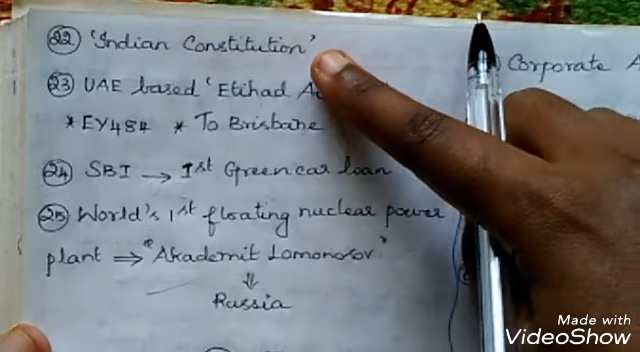 22 'Indian Constitution'
23 UAE based 'Etihad
* EY484 * To Brisbane
24 SBI → 1st Green car loan
25 World's 1st floating nuclear power
plant ⇒ "Akademit Lomonosov"
⇓
Russia
Corporate A
Made with
VideoShow